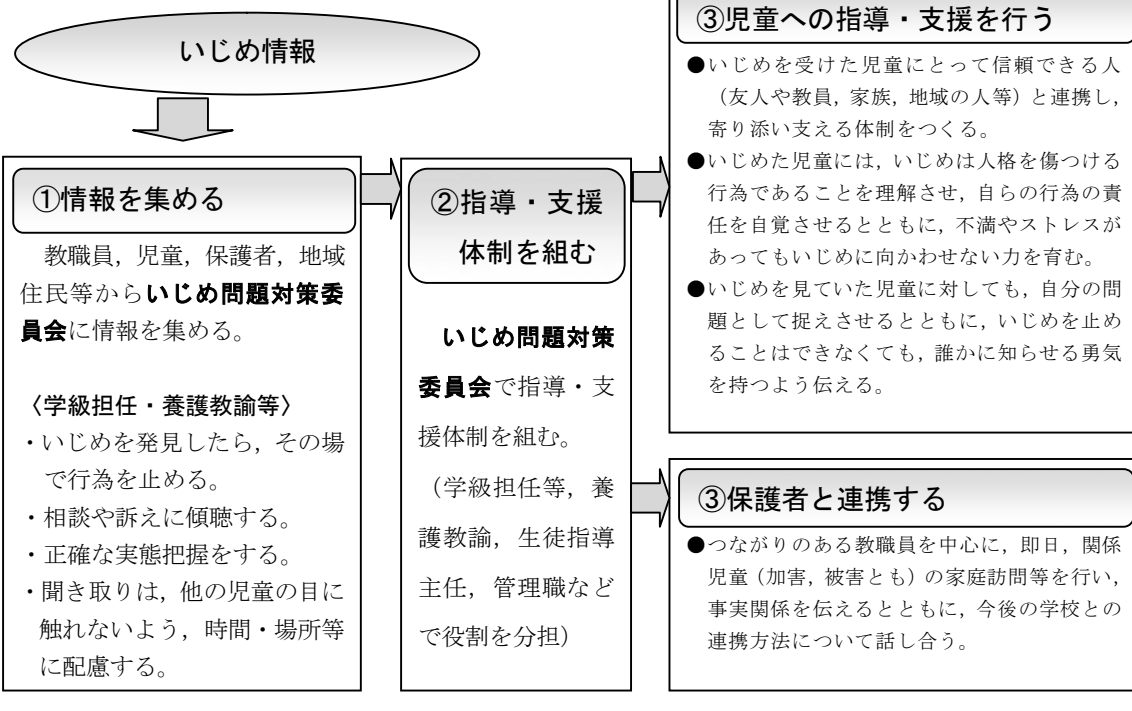 いじめ情報
①情報を集める
教職員，児童，保護者，地域
住民等からいじめ問題対策委
員会に情報を集める。
〈学級担任・養護教諭等〉
・いじめを発見したら，その場
で行為を止める。
・相談や訴えに傾聴する。
・正確な実態把握をする。
・聞き取りは，他の児童の目に
触れないよう，時間・場所等
に配慮する。
②指導・支援
体制を組む
いじめ問題対策
委員会で指導・支
援体制を組む。
（学級担任等，養
護教諭，生徒指導
主任，管理職など
で役割を分担）
③児童への指導・支援を行う
●いじめを受けた児童にとって信頼できる人
（友人や教員，家族，地域の人等）と連携し，
寄り添い支える体制をつくる。
●いじめた児童には，いじめは人格を傷つける
行為であることを理解させ，自らの行為の責
任を自覚させるとともに，不満やストレスが
あってもいじめに向かわせない力を育む。
●いじめを見ていた児童に対しても，自分の問
題として捉えさせるとともに，いじめを止め
ることはできなくても，誰かに知らせる勇気
を持つよう伝える。
③保護者と連携する
●つながりのある教職員を中心に，即日，関係
児童（加害，被害とも）の家庭訪問等を行い，
事実関係を伝えるとともに，今後の学校との
連携方法について話し合う。